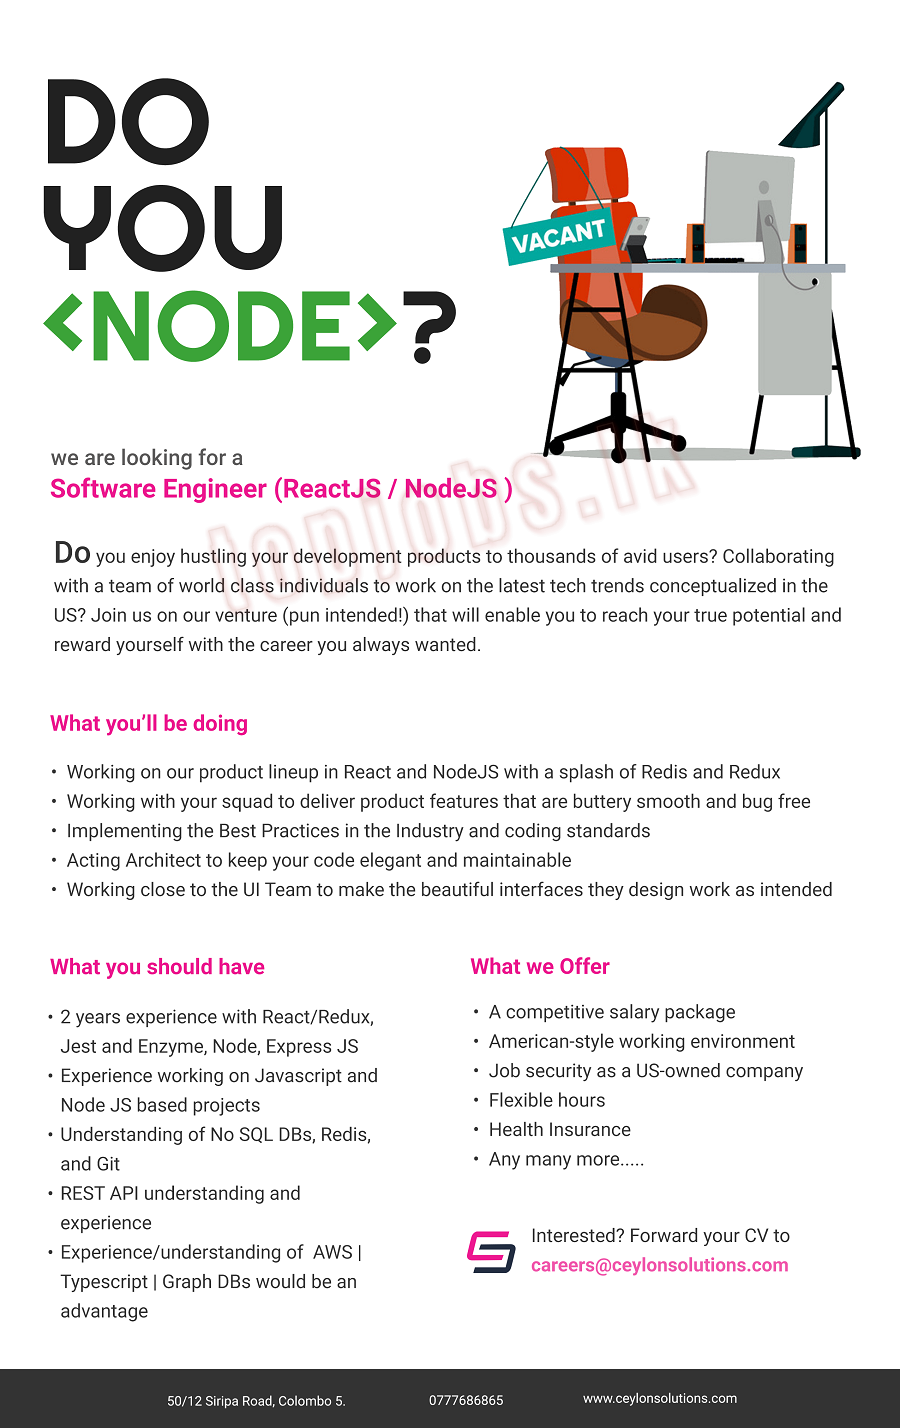 DO
YOU
<NODE>?
VACANT
we are looking for a
Software Engineer (ReactJS / NodeJS )
topjobs.lk
Do you enjoy hustling your development products to thousands of avid users? Collaborating
with a team of world class individuals to work on the latest tech trends conceptualized in the
US? Join us on our venture (pun intended!) that will enable you to reach your true potential and
reward yourself with the career you always wanted.
What you'll be doing
• Working on our product lineup in React and NodeJS with a splash of Redis and Redux
• Working with your squad to deliver product features that are buttery smooth and bug free
• Implementing the Best Practices in the Industry and coding standards
• Acting Architect to keep your code elegant and maintainable
• Working close to the UI Team to make the beautiful interfaces they design work as intended
What you should have
• 2 years experience with React/Redux,
Jest and Enzyme, Node, Express JS
• Experience working on Javascript and
Node JS based projects
• Understanding of No SQL DBs, Redis,
and Git
• REST API understanding and
experience
• Experience/understanding of AWS |
Typescript | Graph DBs would be an
advantage
What we Offer
• A competitive salary package
• American-style working environment
• Job security as a US-owned company
• Flexible hours
• Health Insurance
• Any many more.....
Interested? Forward your CV to
careers@ceylonsolutions.com
50/12 Siripa Road, Colombo 5.
0777686865
www.ceylonsolutions.com